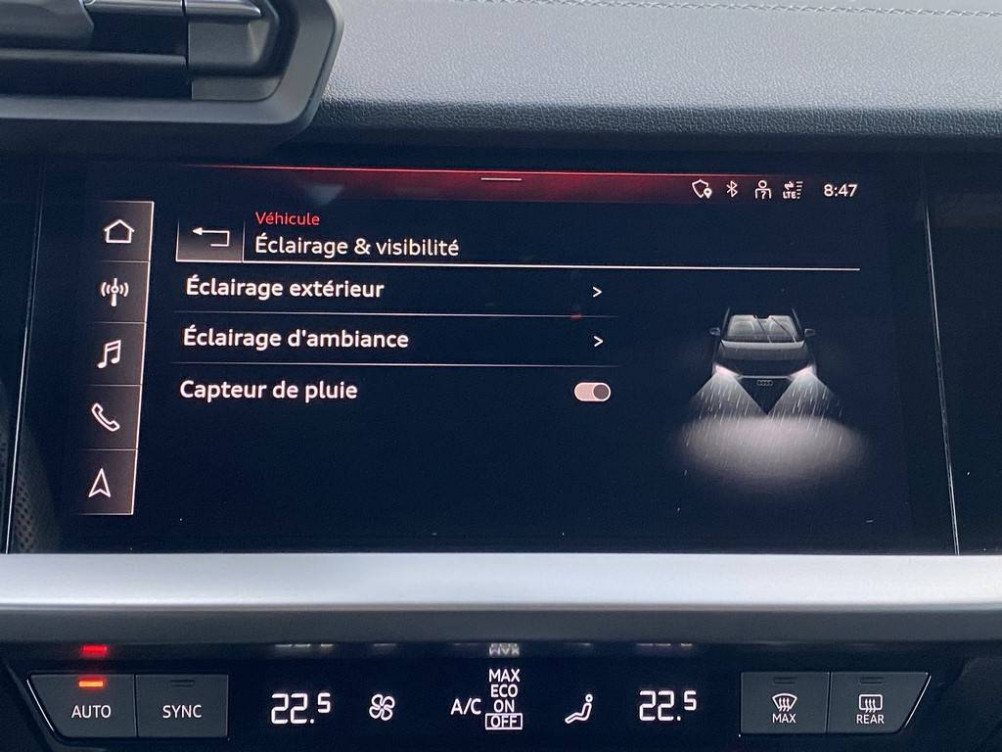 8:47
LTE
Véhicule
Éclairage & visibilité
Éclairage extérieur >
Éclairage d'ambiance >
Capteur de pluie
AUTO
SYNC
22.5
A/C
MAX
ECO
ON
OFF
22.5
MAX
REAR